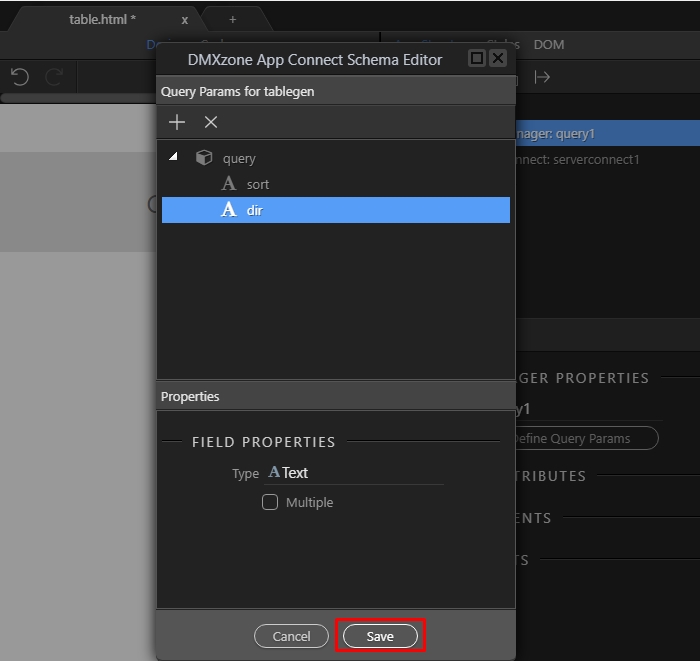 table.html * x +
DOM
DMXzone App Connect Schema Editor
Query Params for tablegen
nager: query1
query
nnect: serverconnect1
sort
dir
GER PROPERTIES
Properties
y1
FIELD PROPERTIES
efine Query Params
Type A Text
TRIBUTES
Multiple
ENTS
TS
Cancel Save